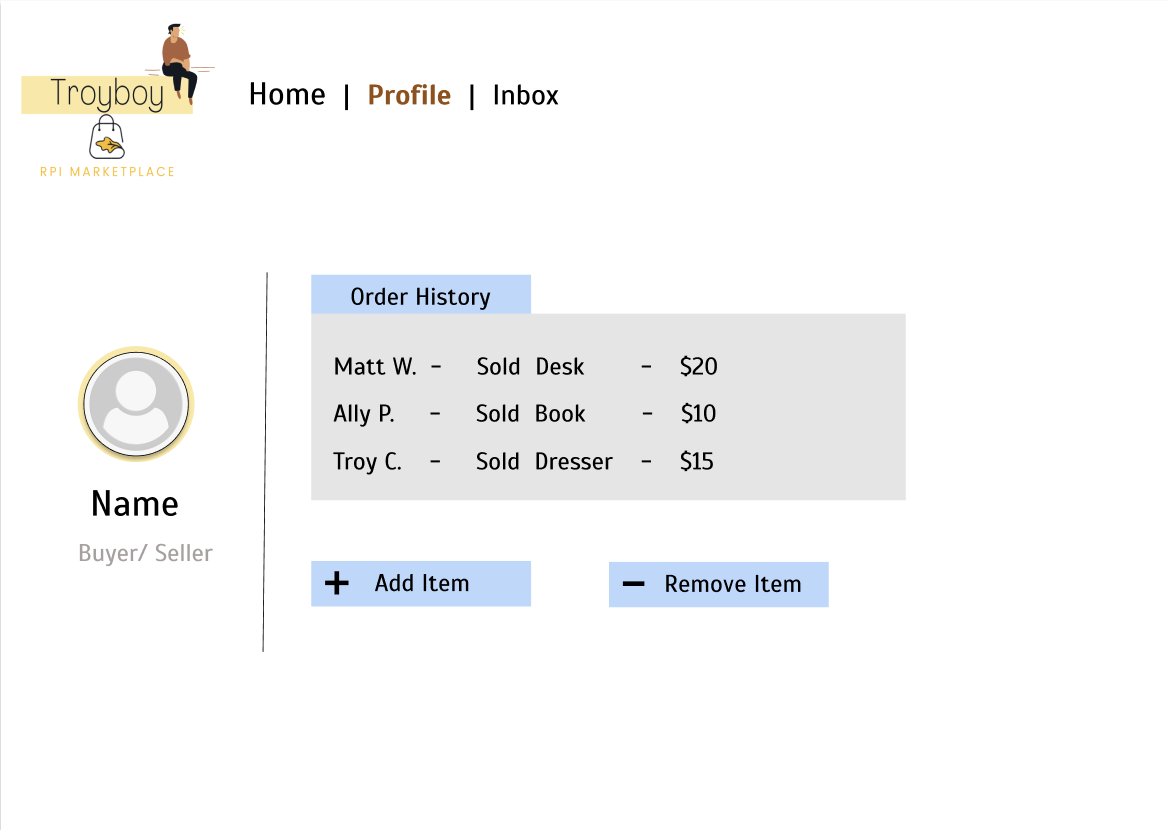 Troyboy
RPI MARKETPLACE
Home | Profile | Inbox
Order History
Matt W. - Sold Desk - $20
Ally P. - Sold Book - $10
Troy C. - Sold Dresser - $15
Name
Buyer/ Seller
+ Add Item
− Remove Item